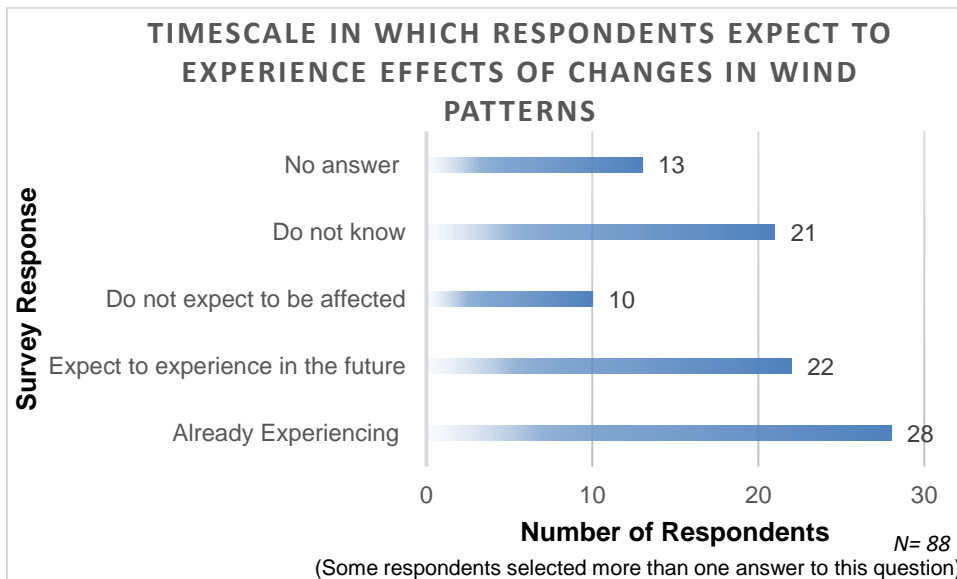 TIMESCALE IN WHICH RESPONDENTS EXPECT TO
EXPERIENCE EFFECTS OF CHANGES IN WIND
PATTERNS
Survey Response
No answer 13
Do not know 21
Do not expect to be affected 10
Expect to experience in the future 22
Already Experiencing 28
0 10 20 30
Number of Respondents
N= 88
(Some respondents selected more than one answer to this question)